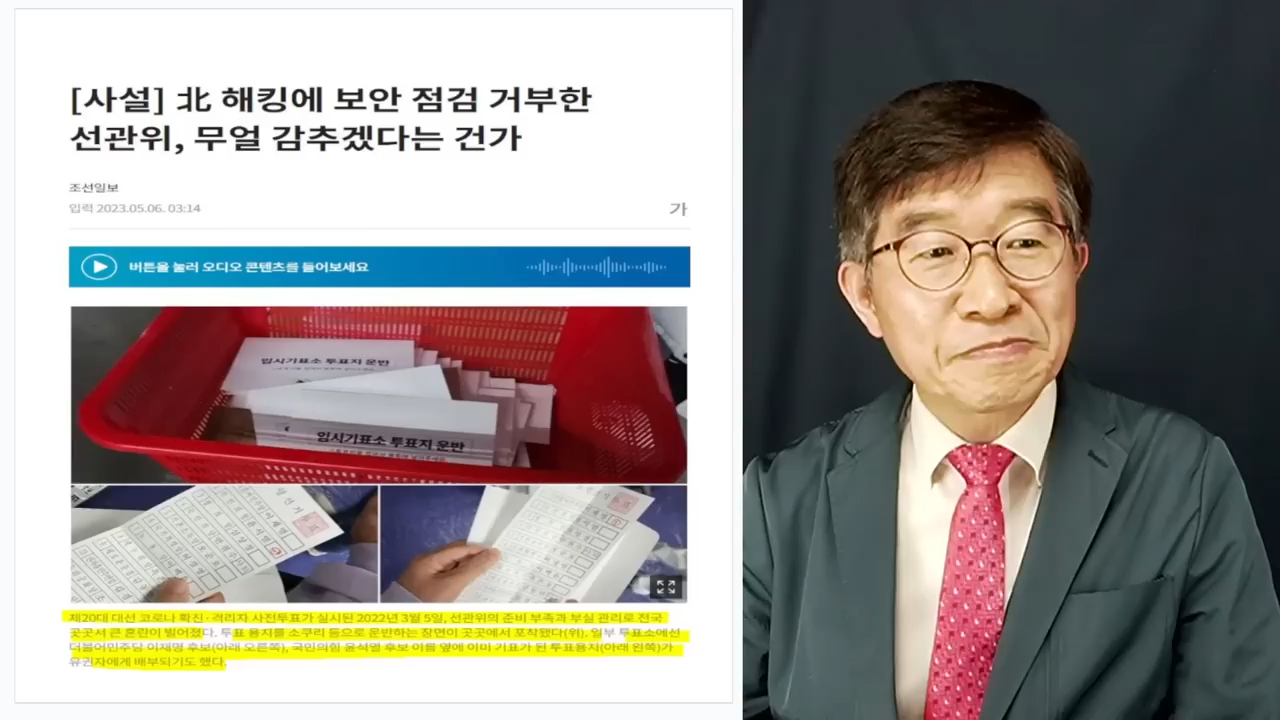 [사설] 北 해킹에 보안 점검 거부한
선관위, 무얼 감추겠다는 건가
조선일보
입력 2023.05.06. 03:14
가
버튼을 눌러 오디오 콘텐츠를 들어보세요
임시기표소 투표지 운반
임시기표소 투표지 운반
제20대 대선 코로나 확진·격리자 사전투표가 실시된 2022년 3월 5일, 선관위의 준비 부족과 부실 관리로 전국
곳곳서 큰 혼란이 벌어졌다. 투표 용지를 소쿠리 등으로 운반하는 장면이 곳곳에서 포착됐다(위). 일부 투표소에선
더불어민주당 이재명 후보(아래 오른쪽), 국민의힘 윤석열 후보 이름 옆에 이미 기표가 된 투표용지(아래 왼쪽)가
유권자에게 배부되기도 했다.